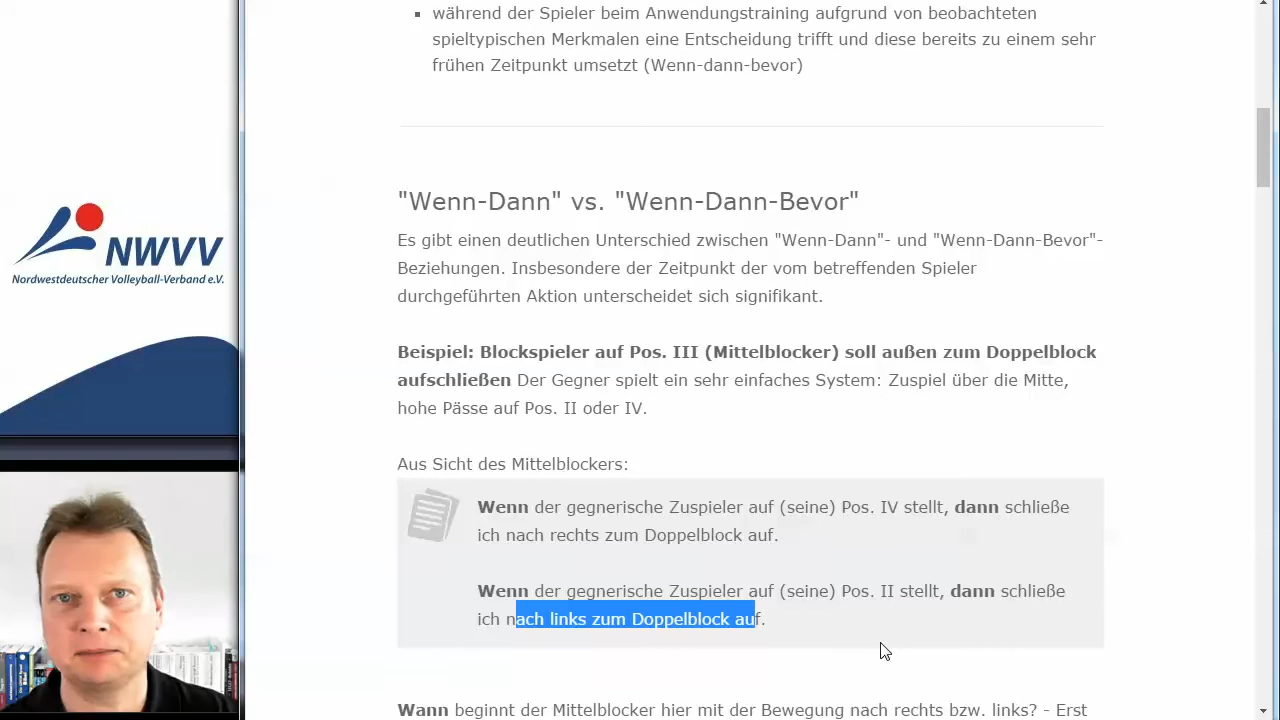 während der Spieler beim Anwendungstraining aufgrund von beobachteten
spieltypischen Merkmalen eine Entscheidung trifft und diese bereits zu einem sehr
frühen Zeitpunkt umsetzt (Wenn-dann-bevor)
NWVV
Nordwestdeutscher Volleyball-Verband e.V.
"Wenn-Dann" vs. "Wenn-Dann-Bevor"
Es gibt einen deutlichen Unterschied zwischen "Wenn-Dann"- und "Wenn-Dann-Bevor"-
Beziehungen. Insbesondere der Zeitpunkt der vom betreffenden Spieler
durchgeführten Aktion unterscheidet sich signifikant.
Beispiel: Blockspieler auf Pos. III (Mittelblocker) soll außen zum Doppelblock
aufschließen Der Gegner spielt ein sehr einfaches System: Zuspiel über die Mitte,
hohe Pässe auf Pos. II oder IV.
Aus Sicht des Mittelblockers:
Wenn der gegnerische Zuspieler auf (seine) Pos. IV stellt, dann schließe
ich nach rechts zum Doppelblock auf.
Wenn der gegnerische Zuspieler auf (seine) Pos. II stellt, dann schließe
ich nach links zum Doppelblock auf.
Wann beginnt der Mittelblocker hier mit der Bewegung nach rechts bzw. links? - Erst